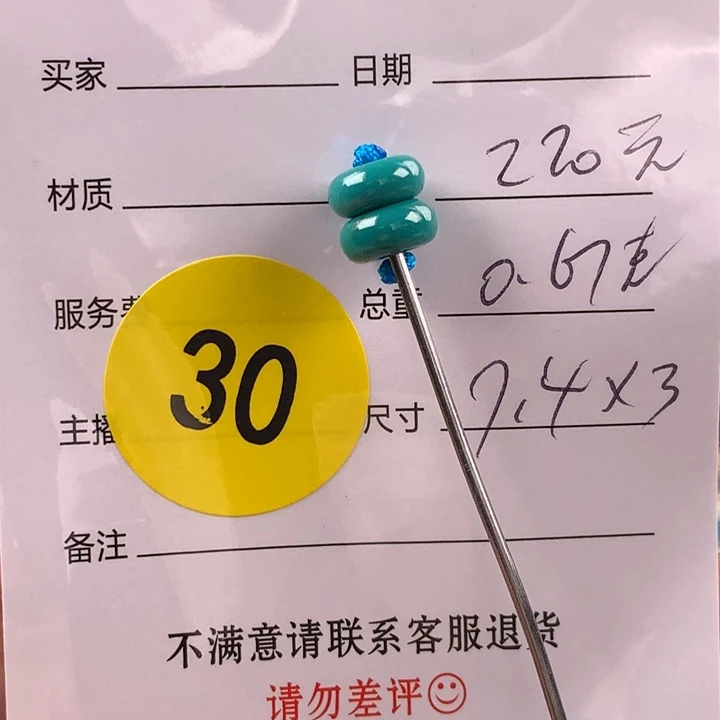 买家 日期
材质 220元
服务费 总重 0.67克
30
主播 尺寸 7.4×3
备注
不满意请联系客服退货
请勿差评